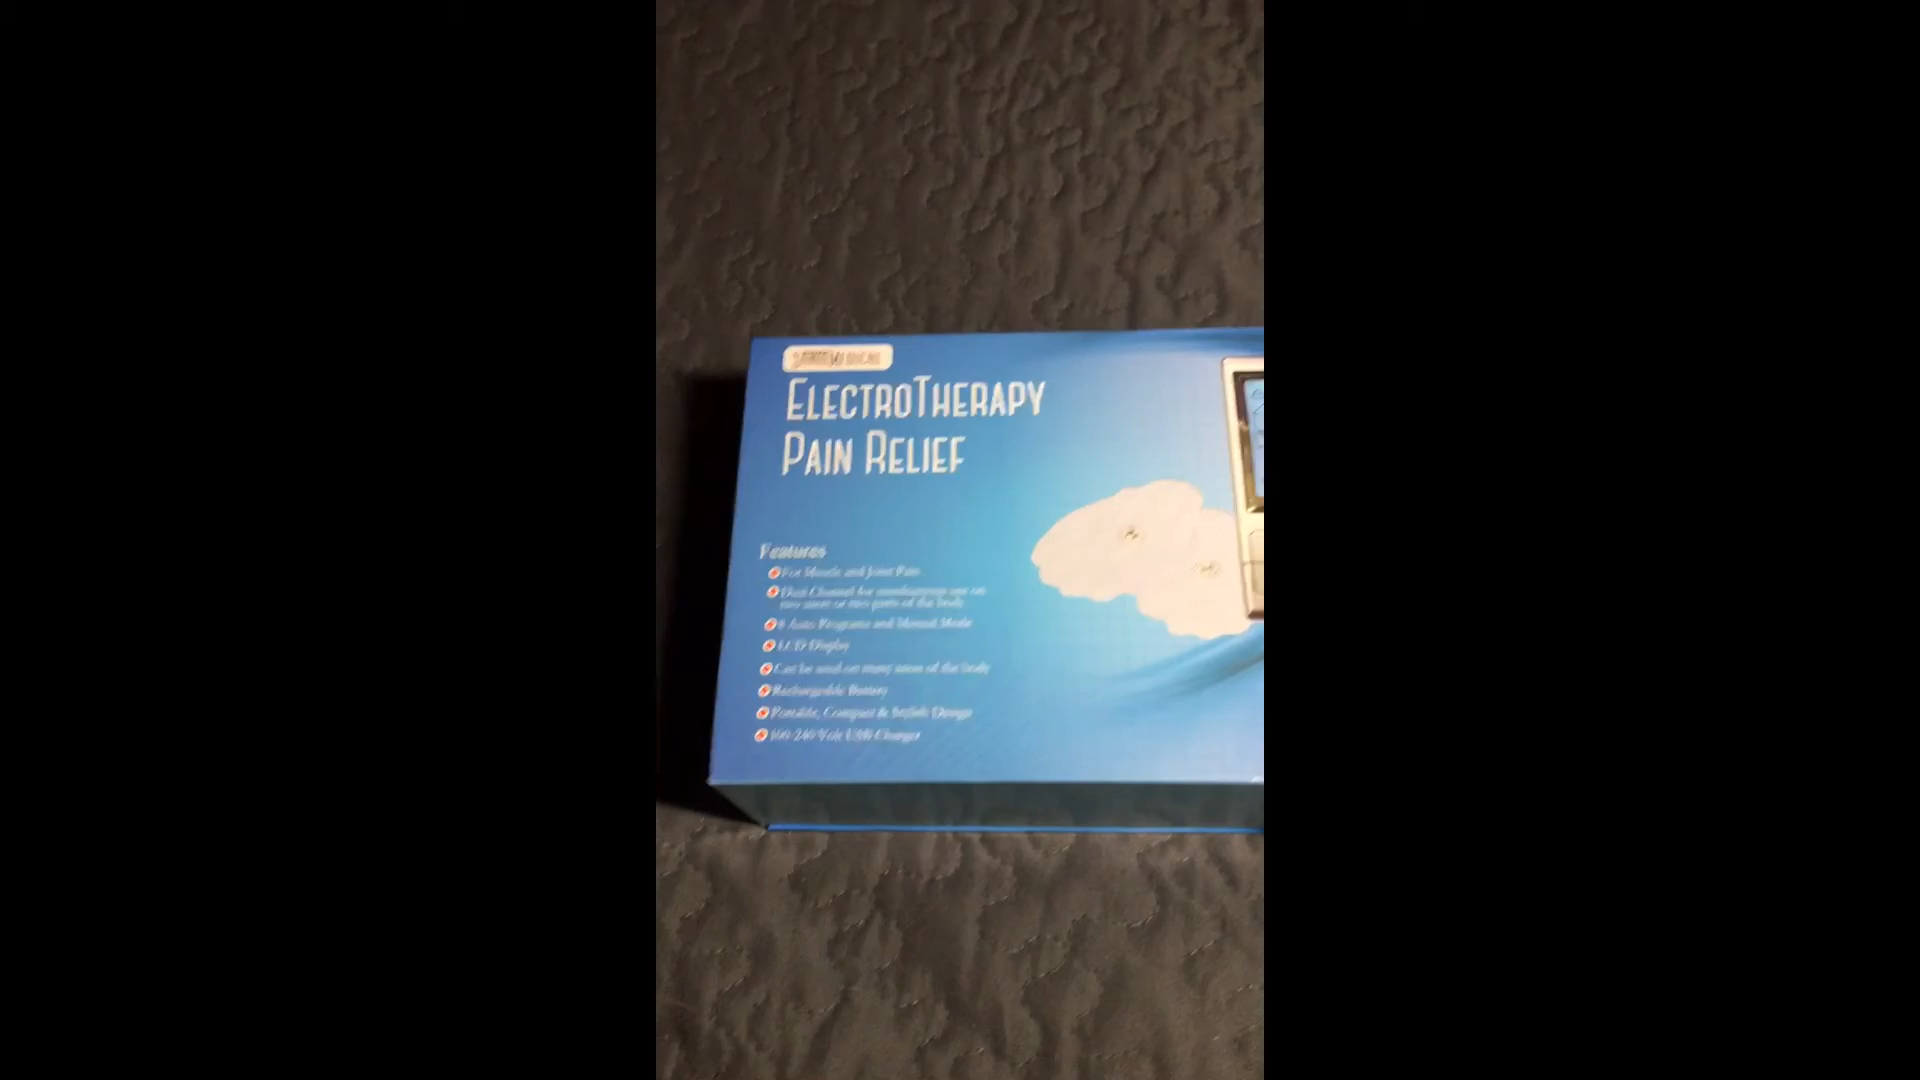 ELECTROTHERAPY
PAIN RELIEF
Features
For Muscle and Joint Pain
Dual Channel for simultaneous use on
two areas or two parts of the body
8 Auto Programs and Manual Mode
LCD Display
Can be used on many areas of the body
Rechargeable Battery
Portable, Compact & Stylish Design
100-240 Volt USB Charger